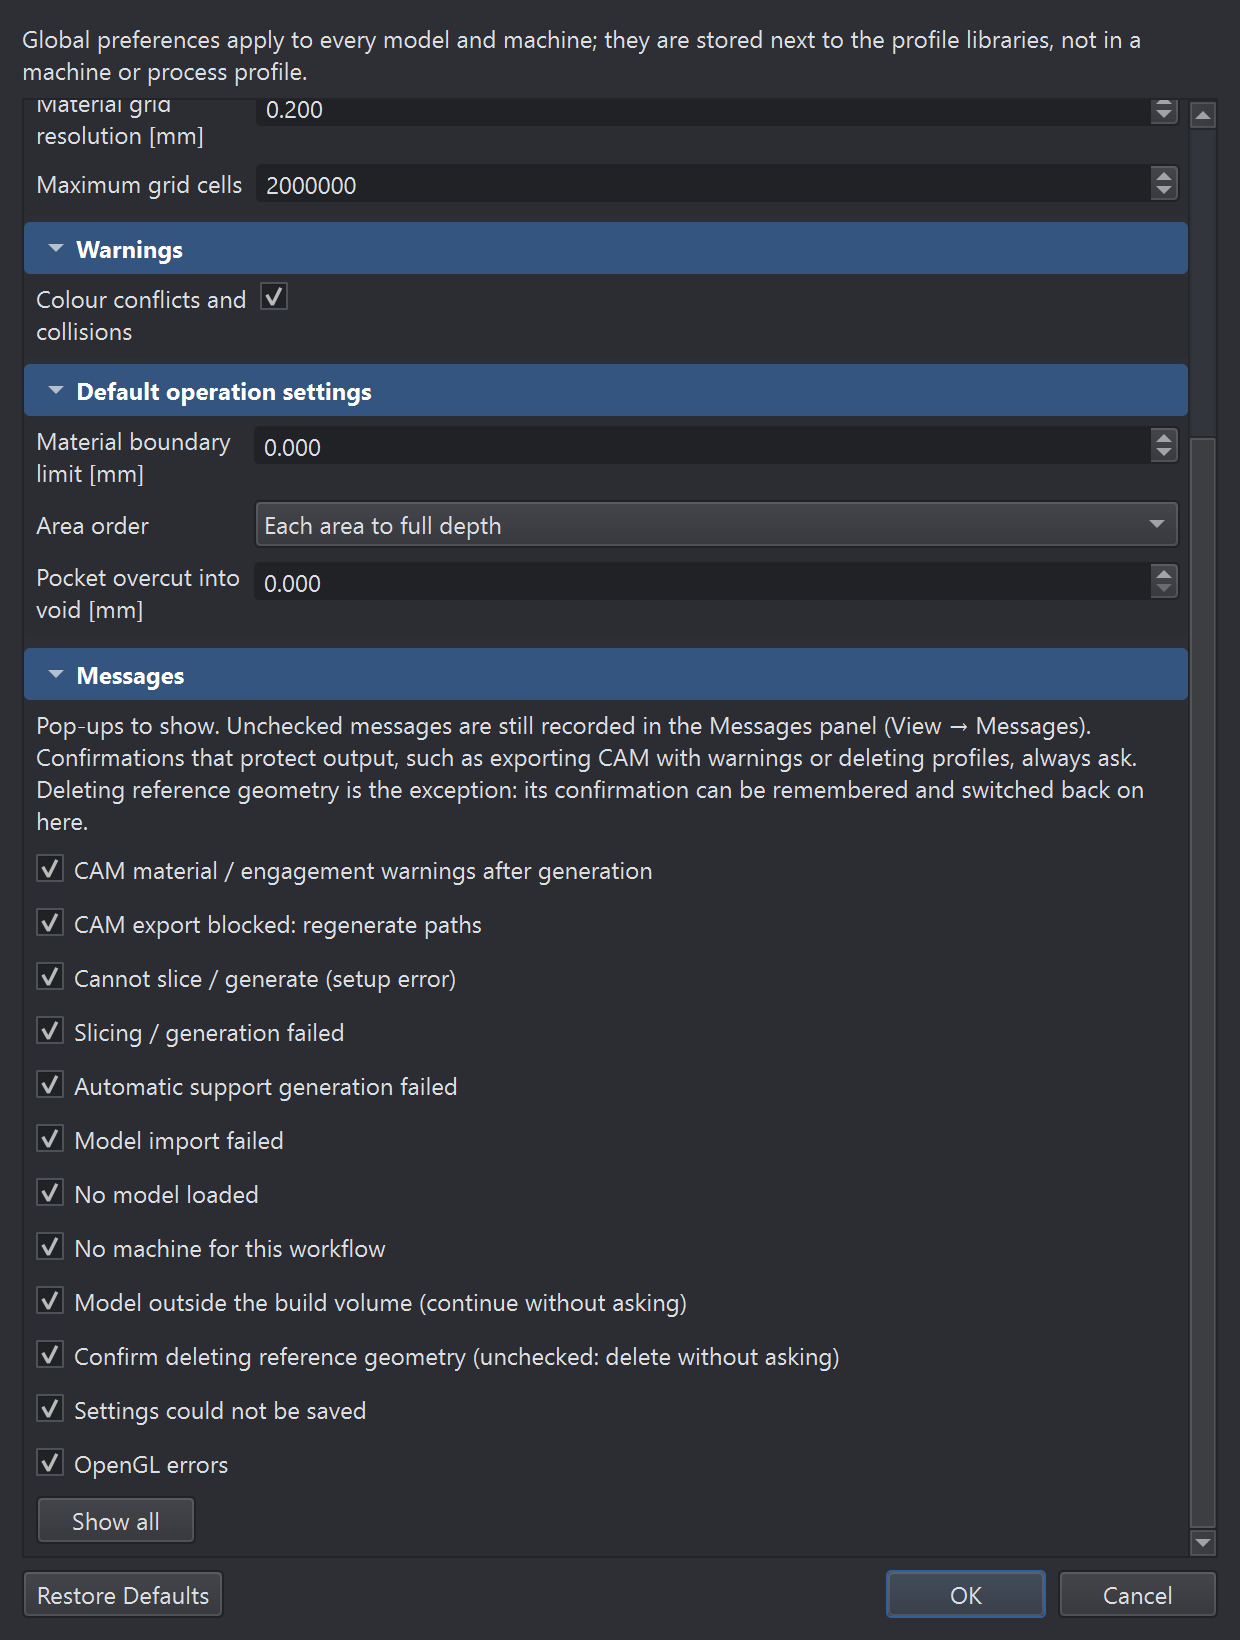 Global preferences apply to every model and machine; they are stored next to the profile libraries, not in a
machine or process profile.
Material grid
resolution [mm]
0.200
Maximum grid cells
2000000
Warnings
Colour conflicts and
collisions
Default operation settings
Material boundary
limit [mm]
0.000
Area order
Each area to full depth
Pocket overcut into
void [mm]
0.000
Messages
Pop-ups to show. Unchecked messages are still recorded in the Messages panel (View → Messages).
Confirmations that protect output, such as exporting CAM with warnings or deleting profiles, always ask.
Deleting reference geometry is the exception: its confirmation can be remembered and switched back on
here.
CAM material / engagement warnings after generation
CAM export blocked: regenerate paths
Cannot slice / generate (setup error)
Slicing / generation failed
Automatic support generation failed
Model import failed
No model loaded
No machine for this workflow
Model outside the build volume (continue without asking)
Confirm deleting reference geometry (unchecked: delete without asking)
Settings could not be saved
OpenGL errors
Show all
Restore Defaults
OK
Cancel